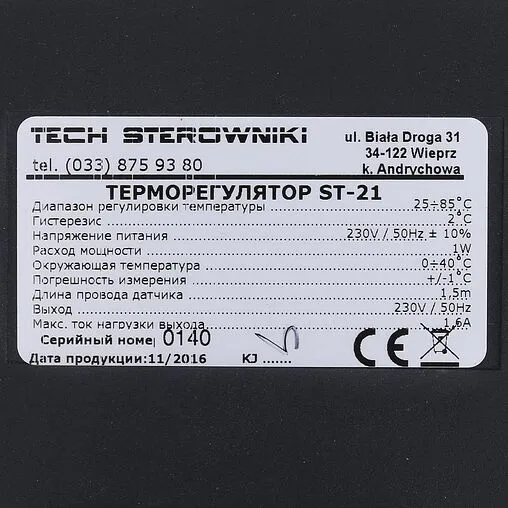 TECH STEROWNIKI
ul. Biała Droga 31
34-122 Wieprz
tel. (033) 875 93 80
k. Andrychowa
ТЕРМОРЕГУЛЯТОР ST-21
Диапазон регулировки температуры 25÷85°C
Гистерезис 2°C
Напряжение питания 230V / 50Hz ± 10%
Расход мощности 1W
Окружающая температура 0÷40°C
Погрешность измерения +/-1°C
Длина провода датчика 1,5m
Выход 230V / 50Hz
Макс. ток нагрузки выхода 1,6A
Серийный номер: 0140
Дата продукции:11/2016 KJ ......
CE